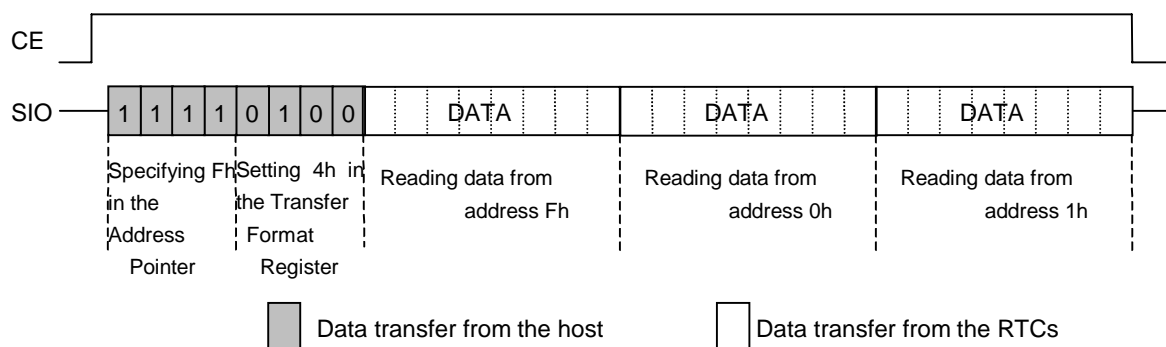 CE
SIO
1 1 1 1 0 1 0 0 DATA DATA DATA
Specifying Fh
in the
Address
Pointer
Setting 4h in
the Transfer
Format
Register
Reading data from
address Fh
Reading data from
address 0h
Reading data from
address 1h
Data transfer from the host
Data transfer from the RTCs